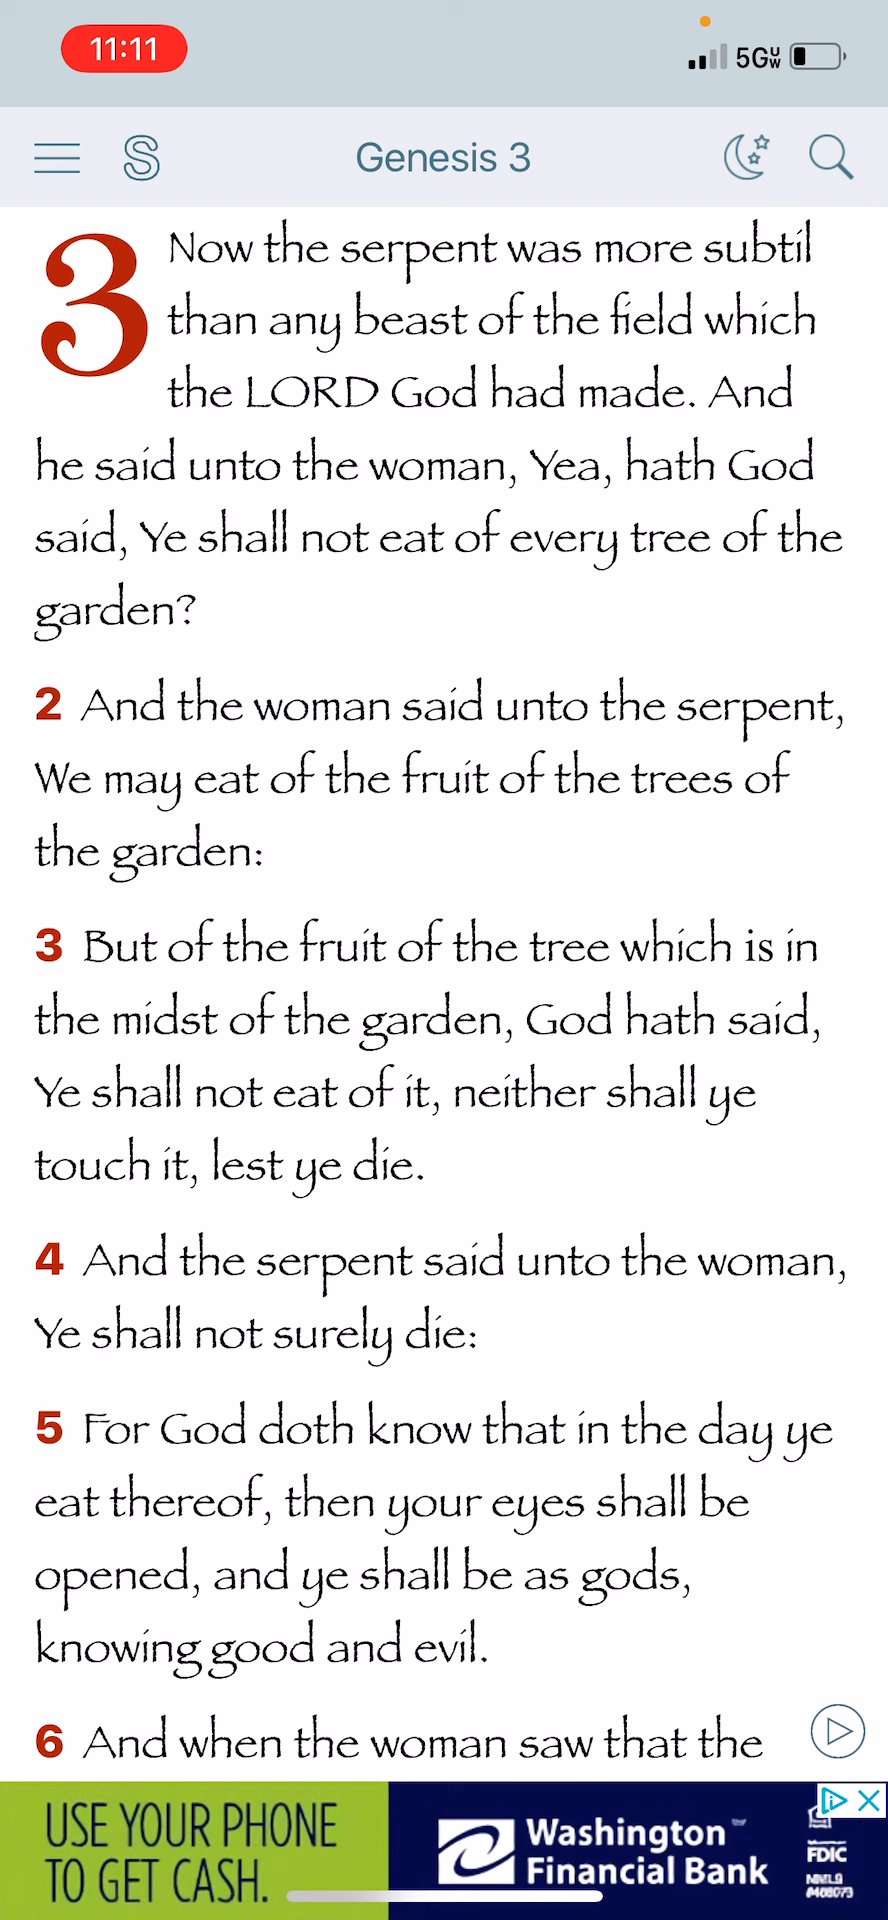 11:11
5GUW
S
Genesis 3
3 Now the serpent was more subtil
than any beast of the field which
the LORD God had made. And
he said unto the woman, Yea, hath God
said, Ye shall not eat of every tree of the
garden?
2 And the woman said unto the serpent,
We may eat of the fruit of the trees of
the garden:
3 But of the fruit of the tree which is in
the midst of the garden, God hath said,
Ye shall not eat of it, neither shall ye
touch it, lest ye die.
4 And the serpent said unto the woman,
Ye shall not surely die:
5 For God doth know that in the day ye
eat thereof, then your eyes shall be
opened, and ye shall be as gods,
knowing good and evil.
6 And when the woman saw that the
USE YOUR PHONE
TO GET CASH.
Washington
Financial Bank
FDIC
NMLS